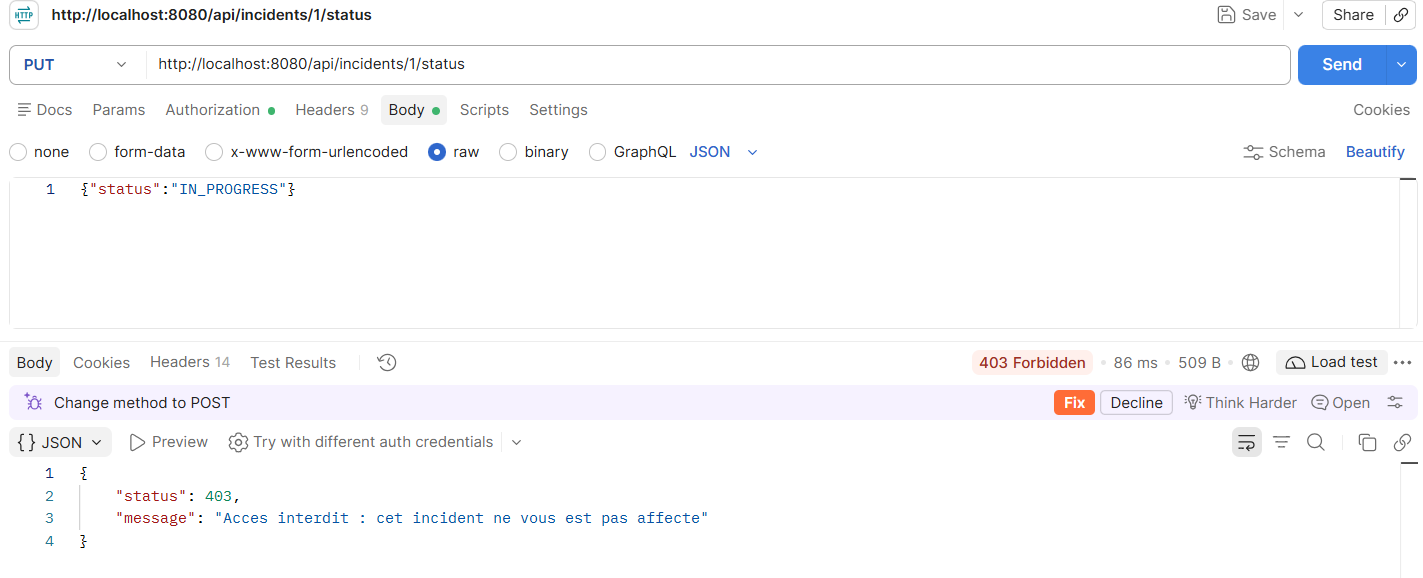 HTTP http://localhost:8080/api/incidents/1/status Save Share
PUT http://localhost:8080/api/incidents/1/status Send
Docs Params Authorization Headers 9 Body Scripts Settings Cookies
none form-data x-www-form-urlencoded raw binary GraphQL JSON Schema Beautify
1 {"status":"IN_PROGRESS"}
Body Cookies Headers 14 Test Results 403 Forbidden • 86 ms • 509 B • Load test
Change method to POST Fix Decline Think Harder Open
{} JSON Preview Try with different auth credentials
1 {
2 "status": 403,
3 "message": "Acces interdit : cet incident ne vous est pas affecte"
4 }